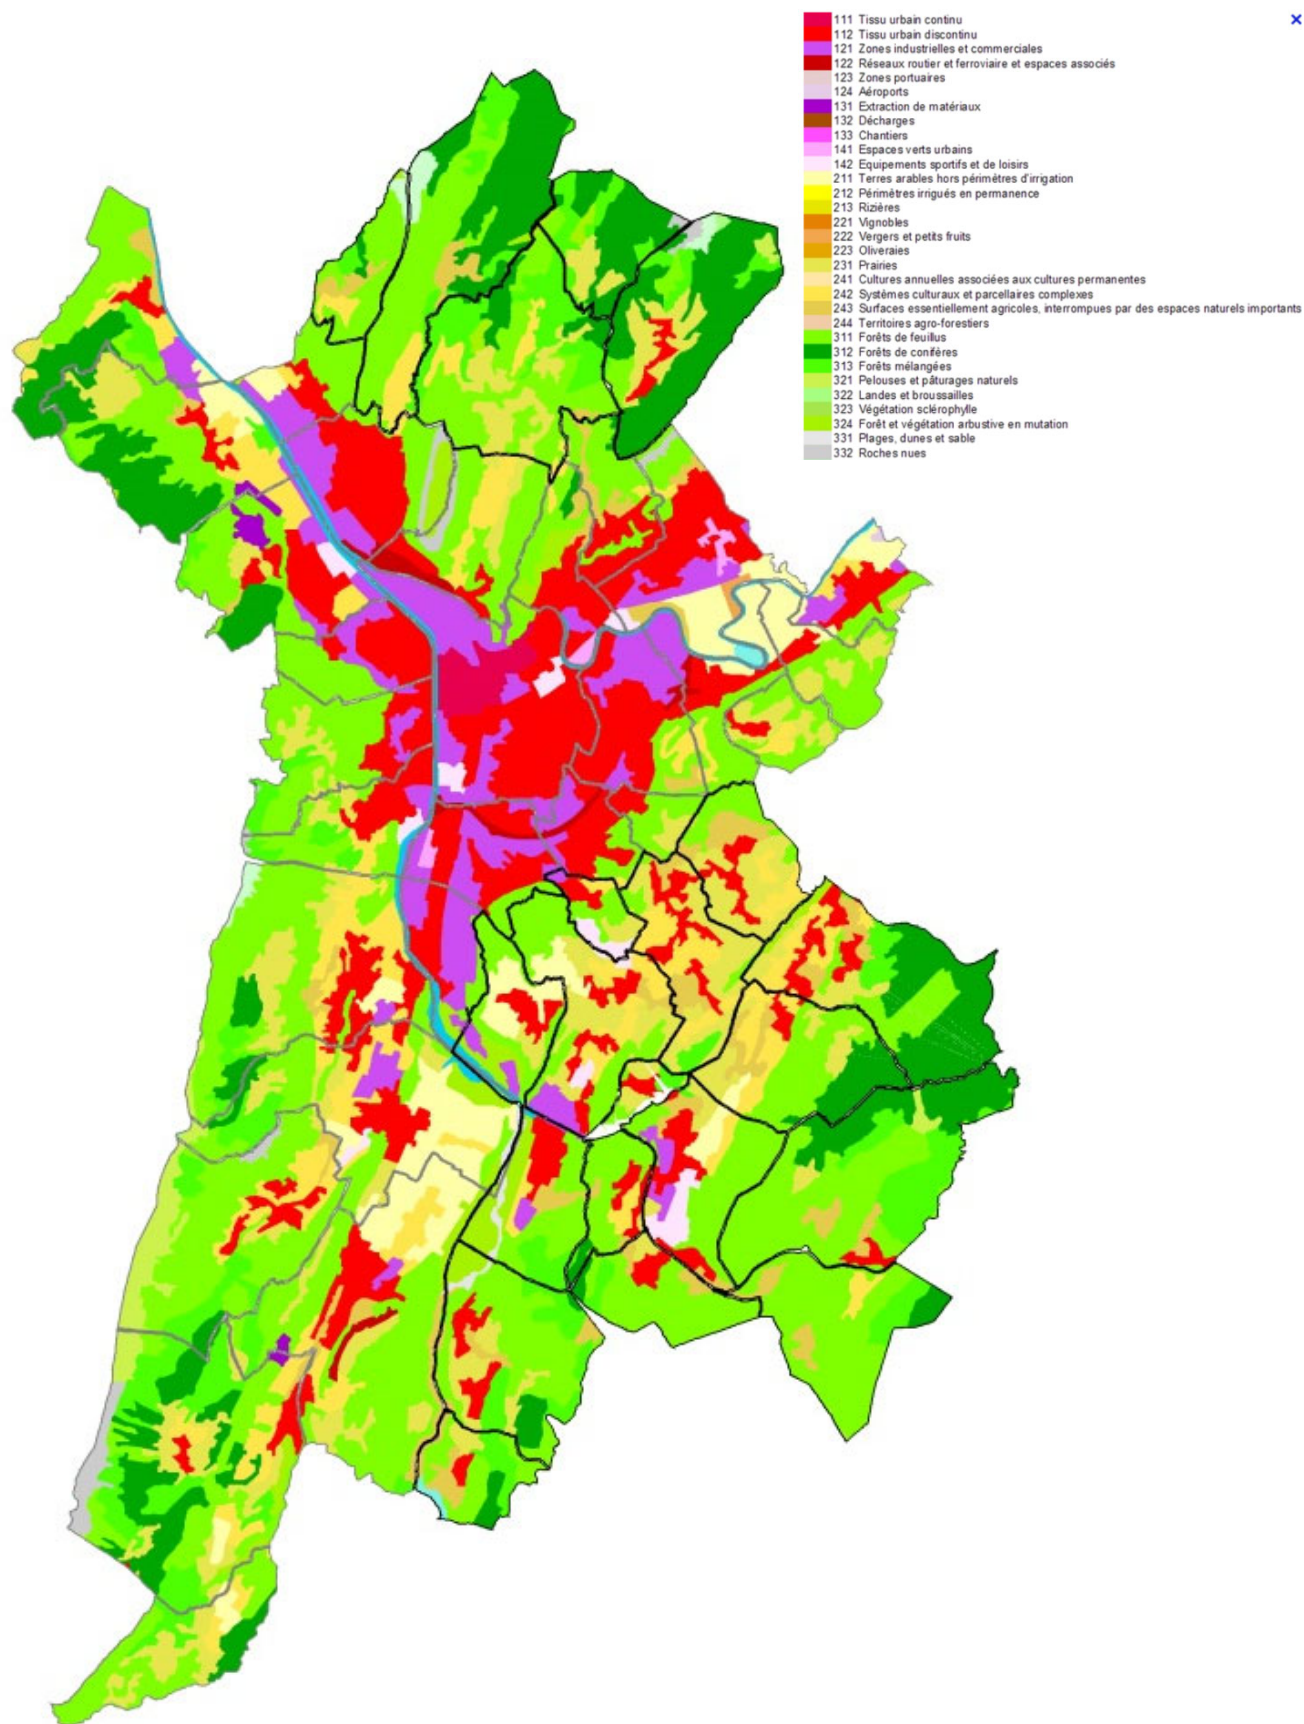 111 Tissu urbain continu
112 Tissu urbain discontinu
121 Zones industrielles et commerciales
122 Réseaux routier et ferroviaire et espaces associés
123 Zones portuaires
124 Aéroports
131 Extraction de matériaux
132 Décharges
133 Chantiers
141 Espaces verts urbains
142 Equipements sportifs et de loisirs
211 Terres arables hors périmètres d'irrigation
212 Périmètres irrigués en permanence
213 Rizières
221 Vignobles
222 Vergers et petits fruits
223 Oliveraies
231 Prairies
241 Cultures annuelles associées aux cultures permanentes
242 Systèmes culturaux et parcellaires complexes
243 Surfaces essentiellement agricoles, interrompues par des espaces naturels importants
244 Territoires agro-forestiers
311 Forêts de feuillus
312 Forêts de conifères
313 Forêts mélangées
321 Pelouses et pâturages naturels
322 Landes et broussailles
323 Végétation sclérophylle
324 Forêt et végétation arbustive en mutation
331 Plages, dunes et sable
332 Roches nues